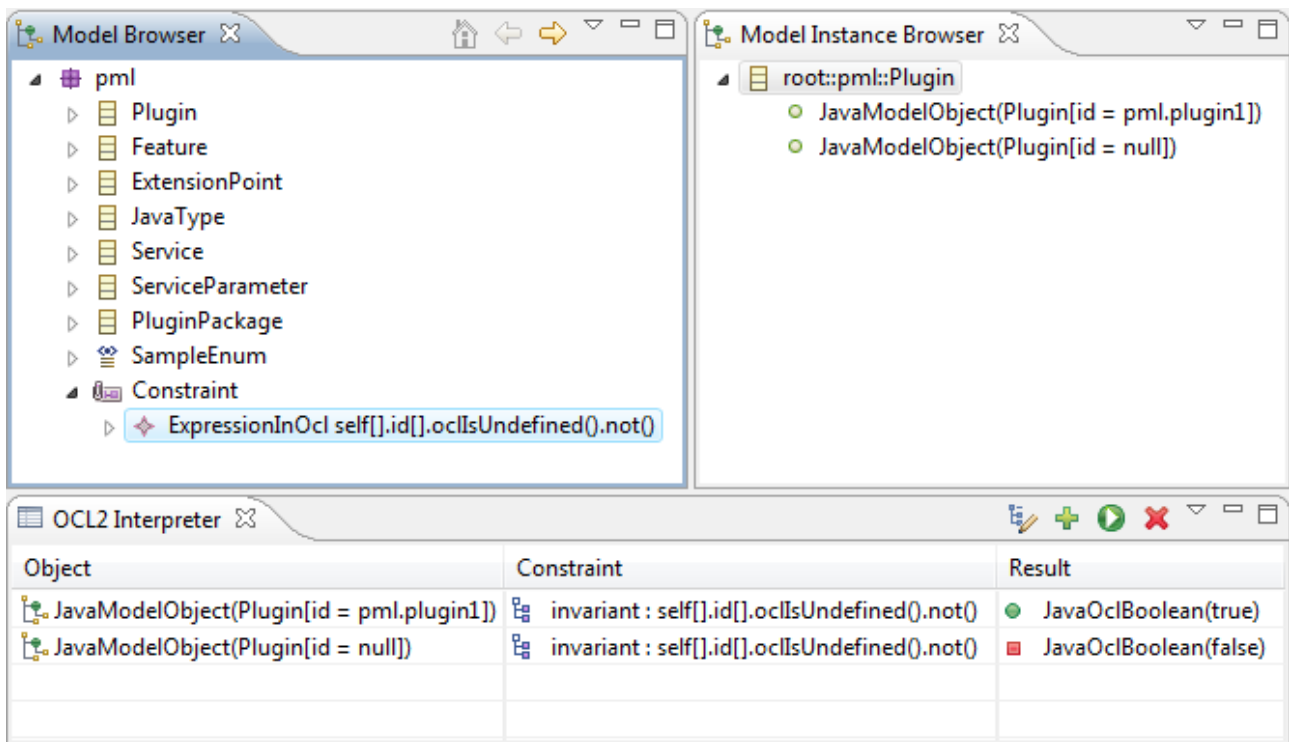 Model Browser
pml
Plugin
Feature
ExtensionPoint
JavaType
Service
ServiceParameter
PluginPackage
SampleEnum
Constraint
ExpressionInOcl self[].id[].oclIsUndefined().not()
Model Instance Browser
root::pml::Plugin
JavaModelObject(Plugin[id = pml.plugin1])
JavaModelObject(Plugin[id = null])
OCL2 Interpreter
Object Constraint Result
JavaModelObject(Plugin[id = pml.plugin1]) invariant : self[].id[].oclIsUndefined().not() JavaOclBoolean(true)
JavaModelObject(Plugin[id = null]) invariant : self[].id[].oclIsUndefined().not() JavaOclBoolean(false)